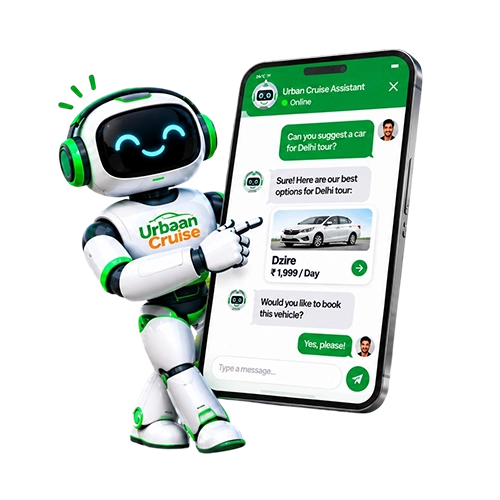 Urbaan
Cruise
Urban Cruise Assistant
Online
Can you suggest a car
for Delhi tour?
Sure! Here are our best
options for Delhi tour:
Dzire
₹ 1,999 / Day
Would you like to book
this vehicle?
Yes, please!
Type a message...